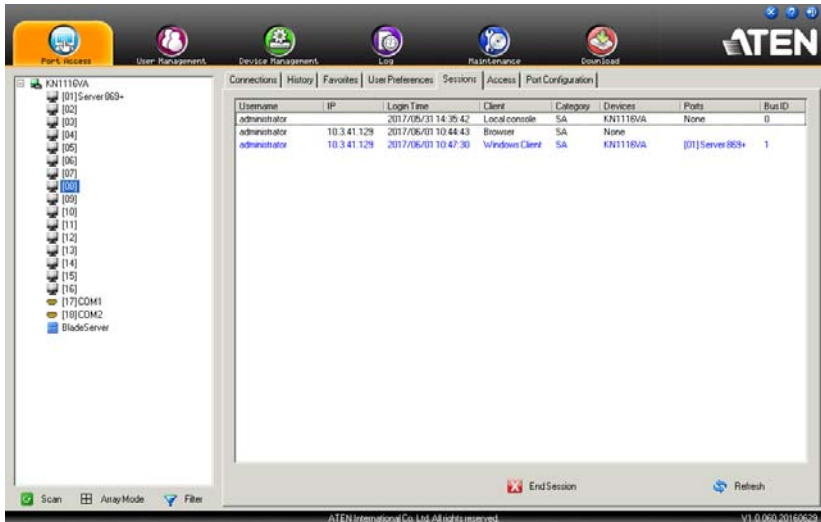 ATEN
Port Access User Management Device Management Log Maintenance Download
KN1116VA
[01]Server 869+
[02]
[03]
[04]
[05]
[06]
[07]
[08]
[09]
[10]
[11]
[12]
[13]
[14]
[15]
[16]
[17]COM1
[18]COM2
BladeServer
Scan Array Mode Filter
Connections History Favorites User Preferences Sessions Access Port Configuration
Username IP Login Time Client Category Devices Ports Bus ID
administrator 2017/05/31 14:35:42 Local console SA KN1116VA None 0
administrator 10.3.41.129 2017/06/01 10:44:43 Browser SA None
administrator 10.3.41.129 2017/06/01 10:47:30 Windows Client SA KN1116VA [01]Server 869+ 1
End Session Refresh
ATEN International Co. Ltd. All rights reserved.
V1.0.060.20160629